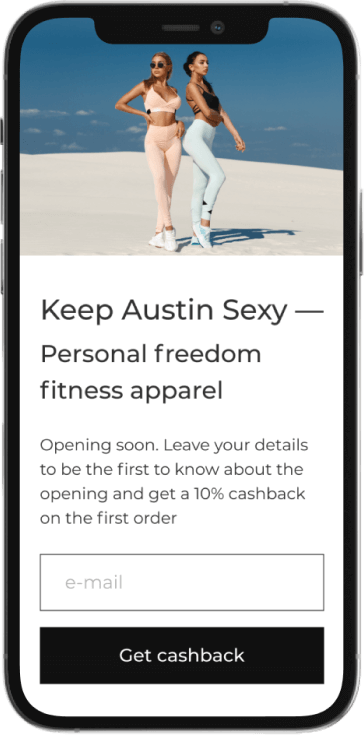 Keep Austin Sexy —
Personal freedom
fitness apparel
Opening soon. Leave your details
to be the first to know about the
opening and get a 10% cashback
on the first order
e-mail
Get cashback